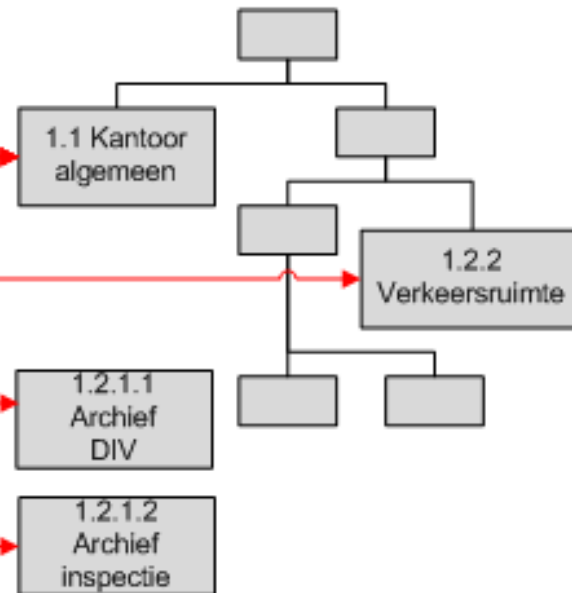 1.1 Kantoor
algemeen
1.2.2
Verkeersruimte
1.2.1.1
Archief
DIV
1.2.1.2
Archief
inspectie